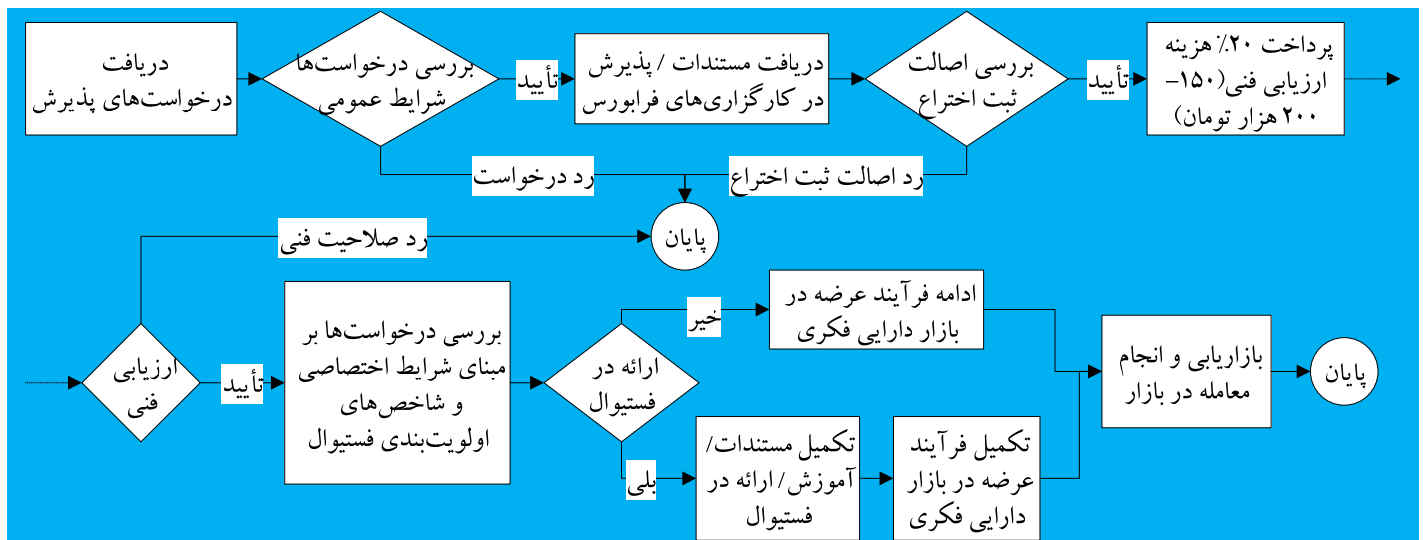 دریافت
درخواست‌های پذیرش
بررسی درخواست‌ها
شرایط عمومی
تأیید
دریافت مستندات / پذیرش
در کارگزاری‌های فرابورس
بررسی اصالت
ثبت اختراع
تأیید
پرداخت ۲۰٪ هزینه
ارزیابی فنی(۱۵۰-
۲۰۰ هزار تومان)
رد درخواست
رد اصالت ثبت اختراع
پایان
رد صلاحیت فنی
ارزیابی
فنی
تأیید
بررسی درخواست‌ها بر
مبنای شرایط اختصاصی
و شاخص‌های
اولویت‌بندی فستیوال
ارائه در
فستیوال
خیر
ادامه فرآیند عرضه در
بازار دارایی فکری
بلی
تکمیل مستندات/
آموزش/ ارائه در
فستیوال
تکمیل فرآیند
عرضه در بازار
دارایی فکری
بازاریابی و انجام
معامله در بازار
پایان